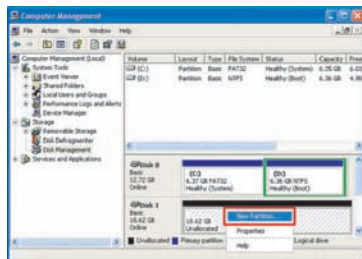 Computer Management
File Action View Window Help
Computer Management (Local)
System Tools
Event Viewer
Shared Folders
Local Users and Groups
Performance Logs and Alerts
Device Manager
Storage
Removable Storage
Disk Defragmenter
Disk Management
Services and Applications
Volume Layout Type File System Status Capacity Free
(C:) Partition Basic FAT32 Healthy (System) 6.35 GB
(D:) Partition Basic NTFS Healthy (Boot) 6.36 GB
Disk 0
Basic
12.72 GB
Online
(C:)
6.37 GB FAT32
Healthy (System)
(D:)
6.36 GB NTFS
Healthy (Boot)
Disk 1
Basic
18.62 GB
Online
18.62 GB
Unallocated
New Partition...
Properties
Help
Unallocated Primary partition Logical drive